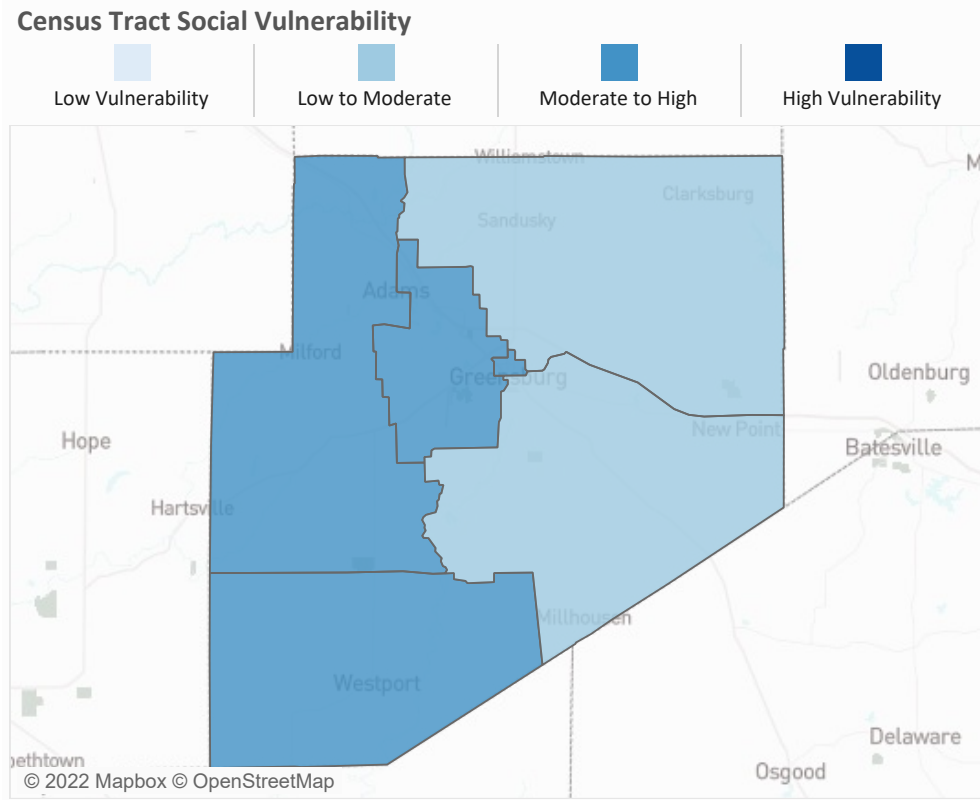 Census Tract Social Vulnerability
Low Vulnerability
Low to Moderate
Moderate to High
High Vulnerability
Williamstown
M
Clarksburg
Sandusky
Adams
Milford
Greensburg
Oldenburg
New Point
Hope
Batesville
Hartsville
Millhousen
Westport
Delaware
bethtown
Osgood
© 2022 Mapbox © OpenStreetMap